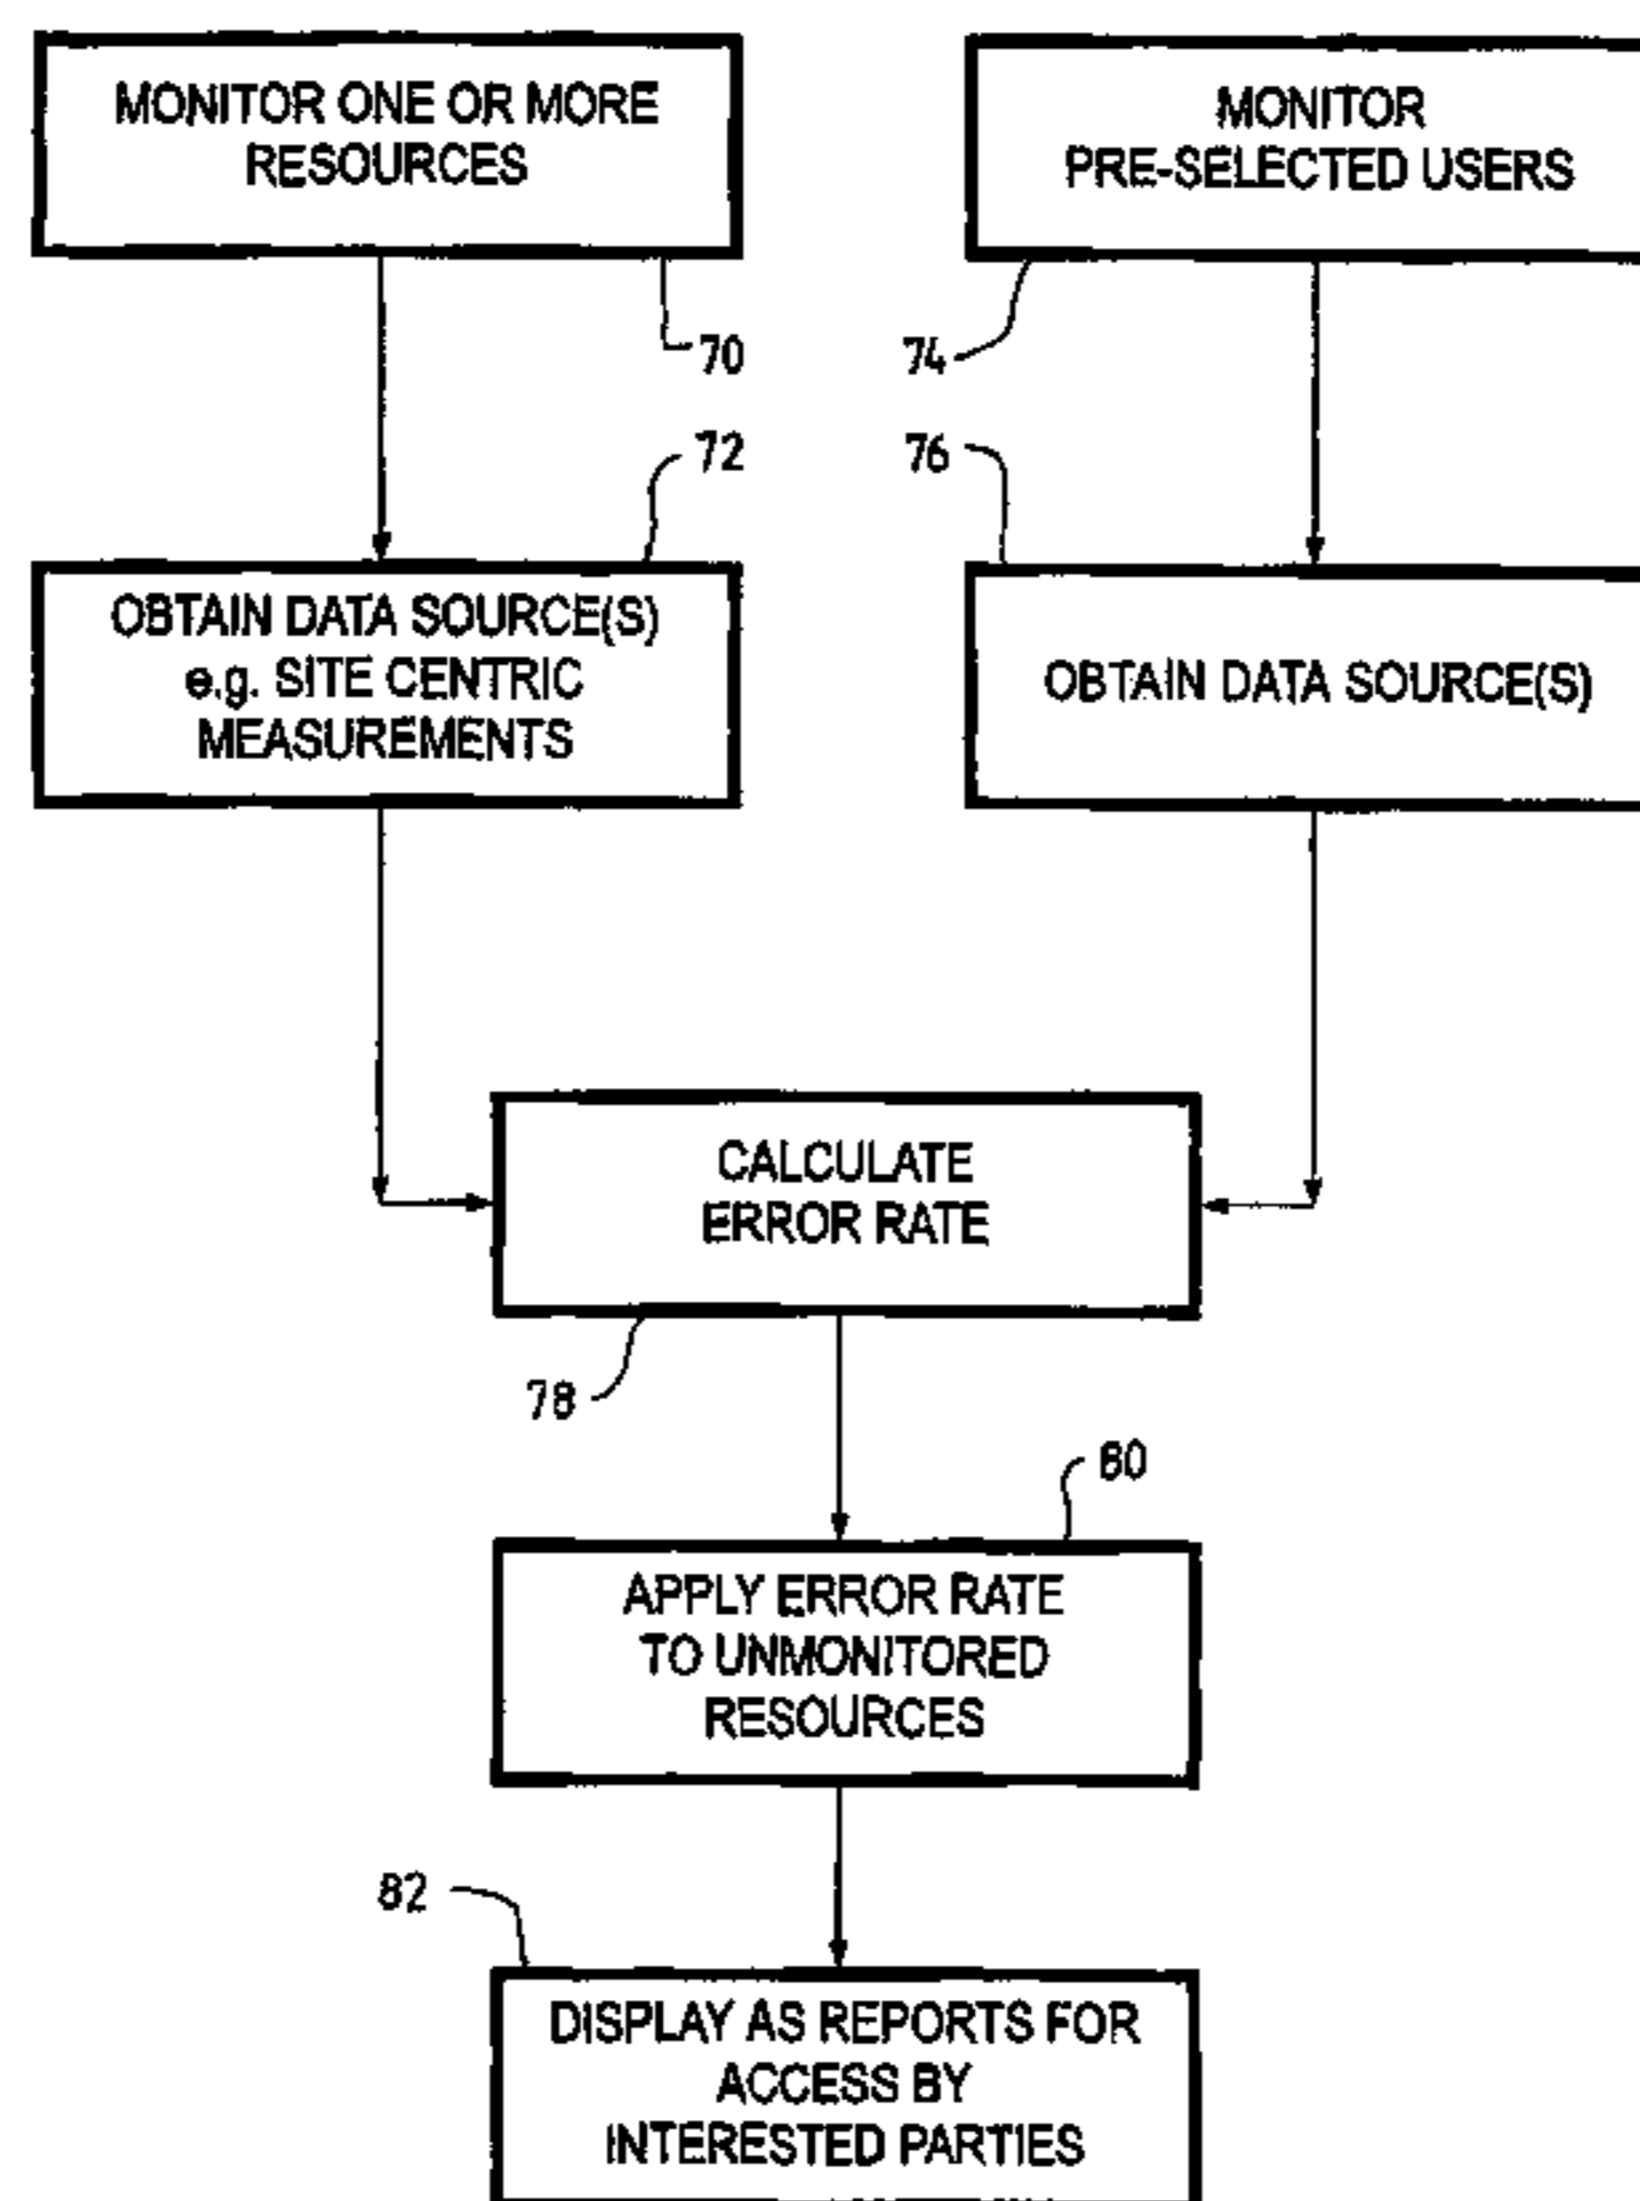 MONITOR ONE OR MORE
RESOURCES
MONITOR
PRE-SELECTED USERS
70
74
72
76
OBTAIN DATA SOURCE(S)
e.g. SITE CENTRIC
MEASUREMENTS
OBTAIN DATA SOURCE(S)
CALCULATE
ERROR RATE
78
80
APPLY ERROR RATE
TO UNMONITORED
RESOURCES
82
DISPLAY AS REPORTS FOR
ACCESS BY
INTERESTED PARTIES